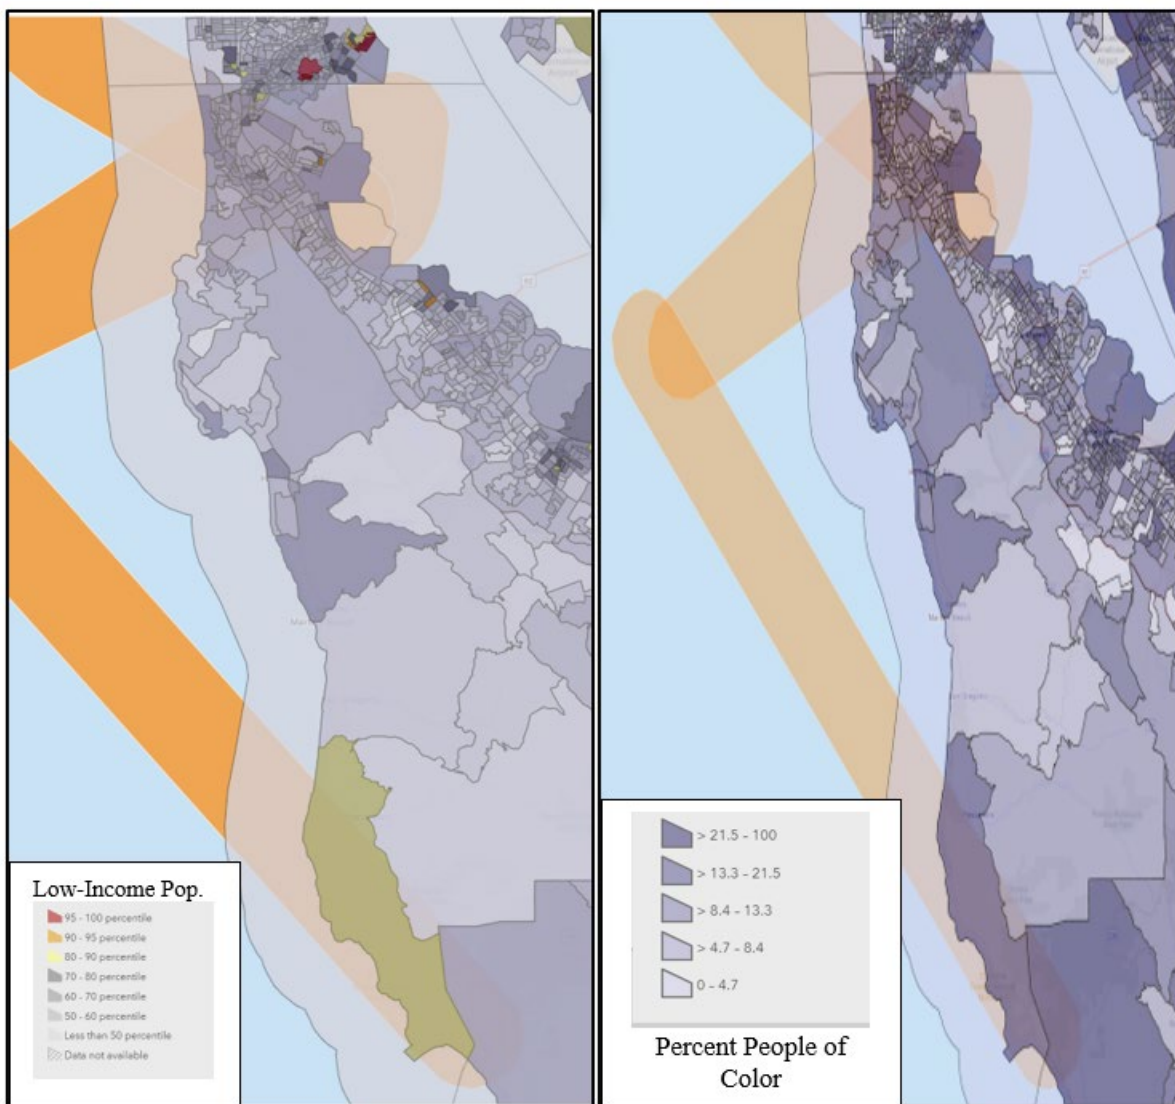 Low-Income Pop.
95 - 100 percentile
90 - 95 percentile
80 - 90 percentile
70 - 80 percentile
60 - 70 percentile
50 - 60 percentile
Less than 50 percentile
Data not available
Airport
> 21.5 - 100
> 13.3 - 21.5
> 8.4 - 13.3
> 4.7 - 8.4
0 - 4.7
Percent People of
Color